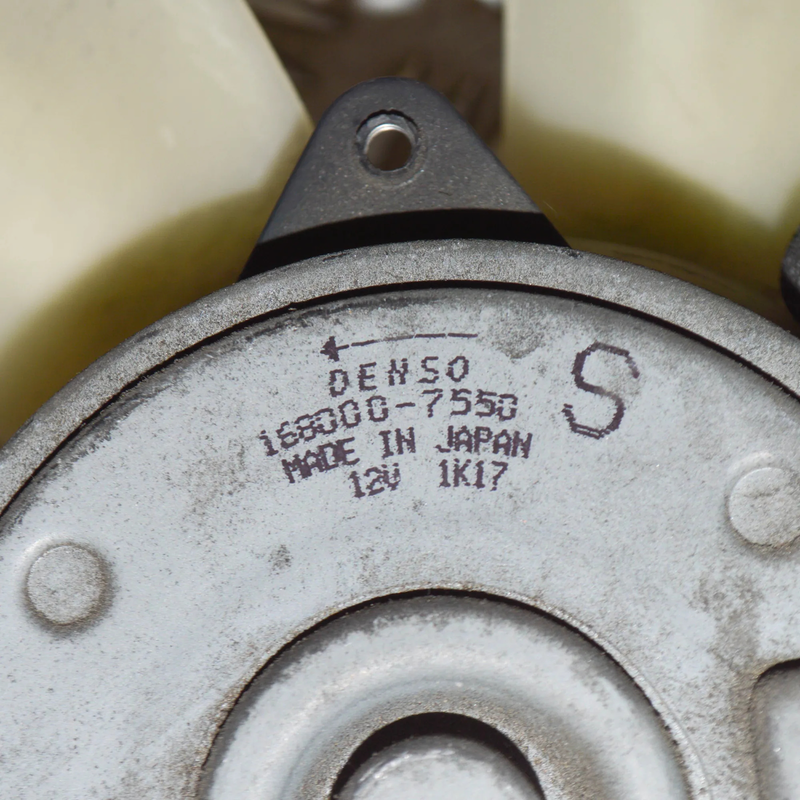 DENSO
S
168000-7550
MADE IN JAPAN
12V 1K17